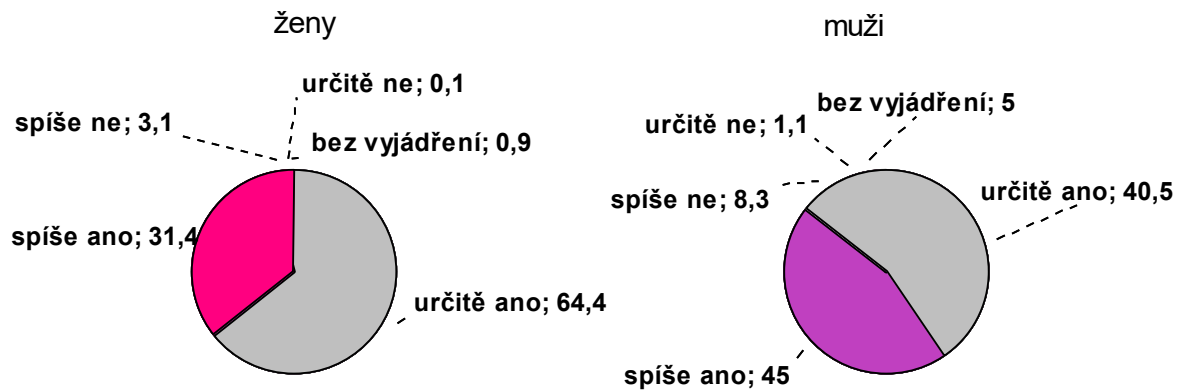 ženy
určitě ne; 0,1
spíše ne; 3,1
bez vyjádření; 0,9
spíše ano; 31,4
určitě ano; 64,4
muži
bez vyjádření; 5
určitě ne; 1,1
spíše ne; 8,3
určitě ano; 40,5
spíše ano; 45